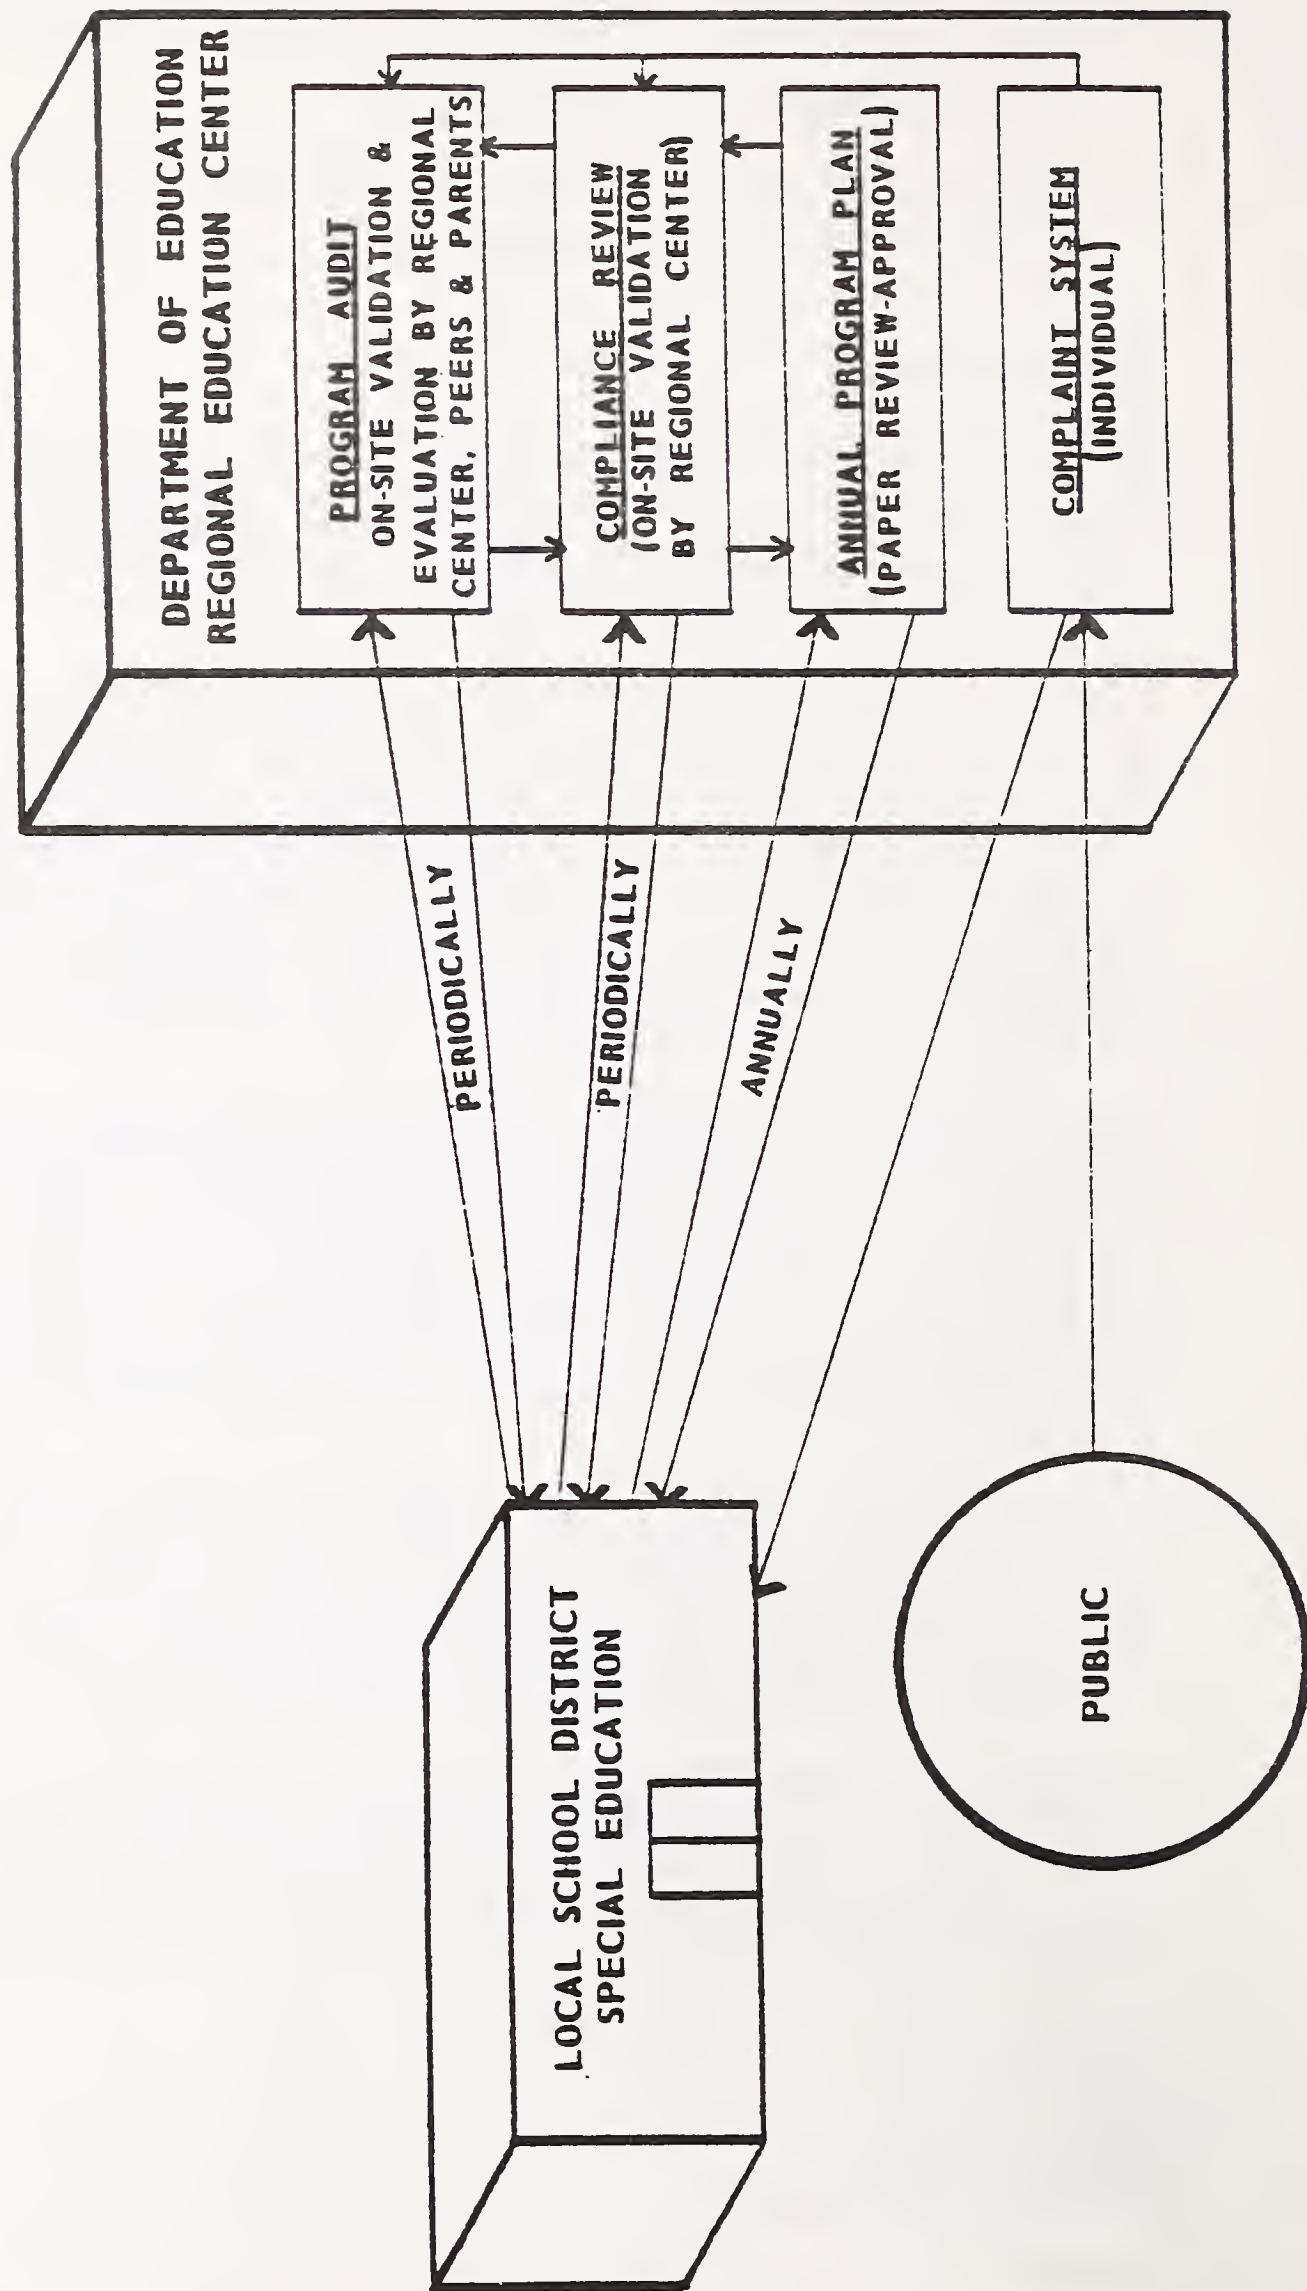 DEPARTMENT OF EDUCATION
REGIONAL EDUCATION CENTER
PROGRAM AUDIT
ON-SITE VALIDATION &
EVALUATION BY REGIONAL
CENTER, PEERS & PARENTS
COMPLIANCE REVIEW
(ON-SITE VALIDATION
BY REGIONAL CENTER)
ANNUAL PROGRAM PLAN
(PAPER REVIEW-APPROVAL)
COMPLAINT SYSTEM
(INDIVIDUAL)
PERIODICALLY
PERIODICALLY
ANNUALLY
LOCAL SCHOOL DISTRICT
SPECIAL EDUCATION
PUBLIC